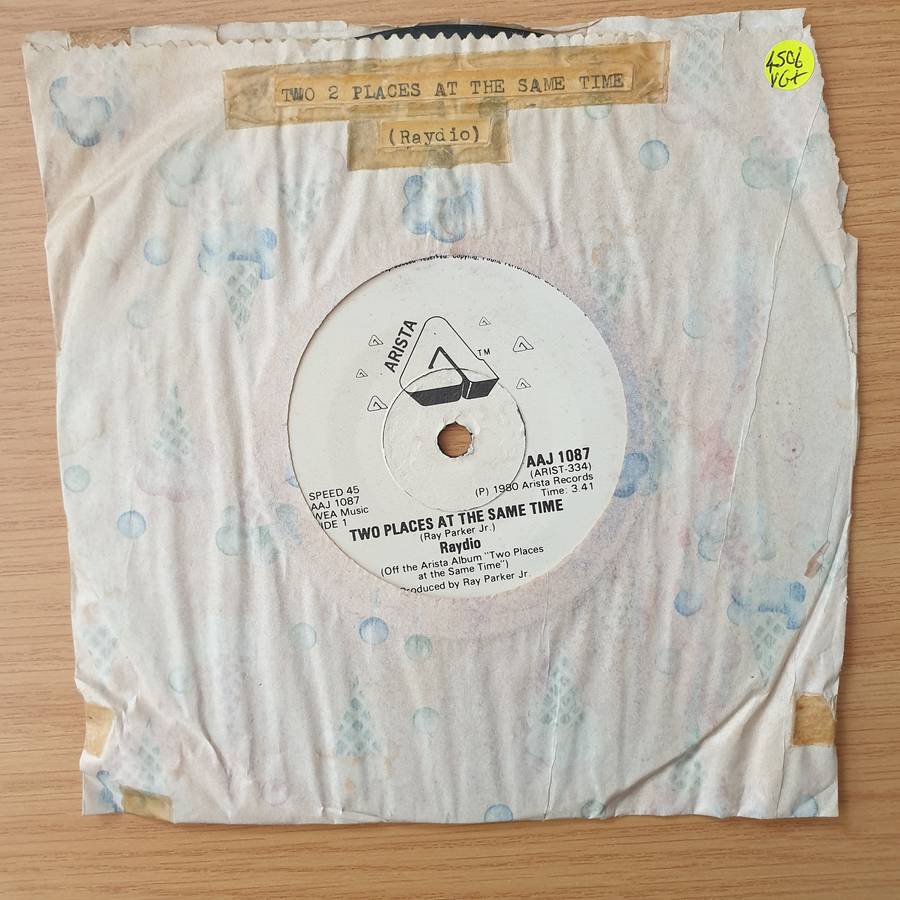 4506
VG+
TWO 2 PLACES AT THE SAME TIME
(Raydio)
ARISTA
TM
AAJ 1087
(ARIST-334)
(P) 1980 Arista Records
Time: 3.41
SPEED 45
AAJ 1087
WEA Music
IDE 1
TWO PLACES AT THE SAME TIME
(Ray Parker Jr.)
Raydio
(Off the Arista Album "Two Places
at the Same Time")
Produced by Ray Parker Jr.